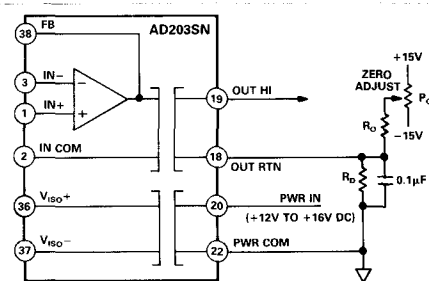 AD203SN
38 FB
3 IN−
1 IN+
2 IN COM
36 VISO+
37 VISO−
19 OUT HI
18 OUT RTN
20 PWR IN
(+12V TO +16V DC)
22 PWR COM
+15V
ZERO
ADJUST
RO
−15V
RD
0.1μF